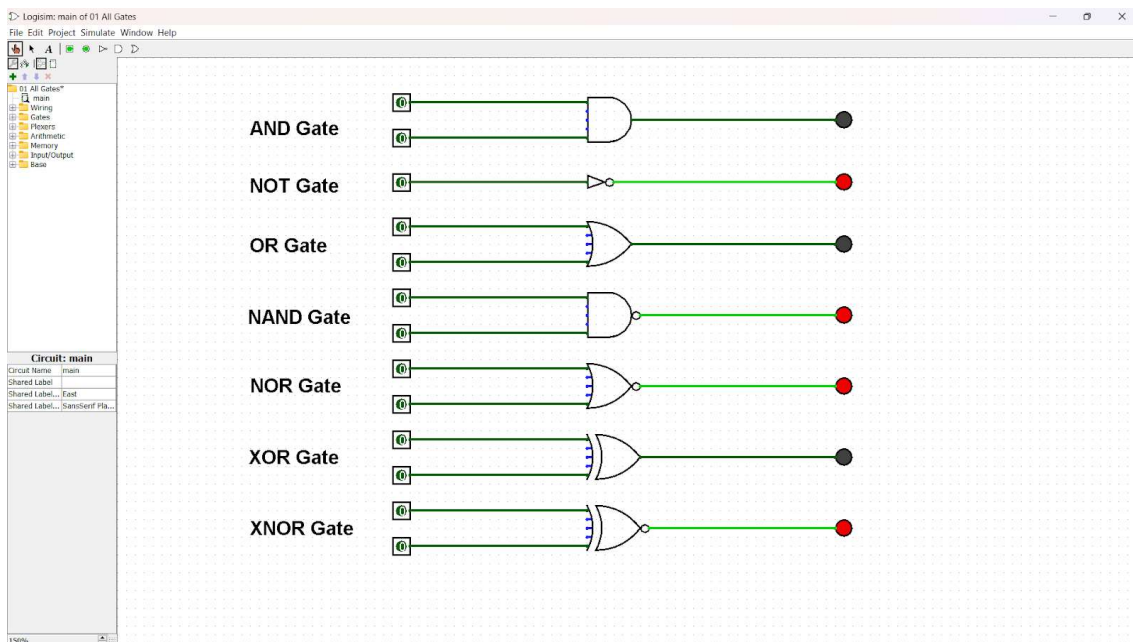 Logisim: main of 01 All Gates
File Edit Project Simulate Window Help
A
01 All Gates*
main
Wiring
Gates
Plexers
Arithmetic
Memory
Input/Output
Base
Circuit: main
Circuit Name main
Shared Label
Shared Label... East
Shared Label... SansSerif Pla...
150%
0
AND Gate
0
NOT Gate 0
0
OR Gate
0
0
NAND Gate
0
0
NOR Gate
0
0
XOR Gate
0
0
XNOR Gate
0